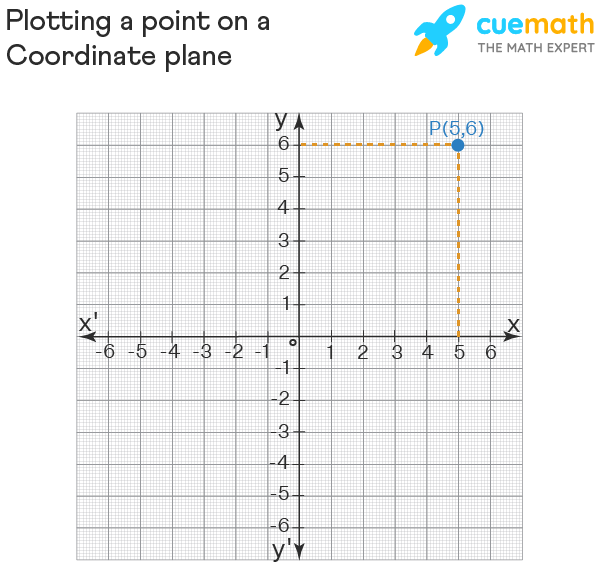 Plotting a point on a
Coordinate plane
cuemath
THE MATH EXPERT
y
P(5,6)
6
5
4
3
2
1
x'
x
-6 -5 -4 -3 -2 -1 o 1 2 3 4 5 6
-1
-2
-3
-4
-5
-6
y'